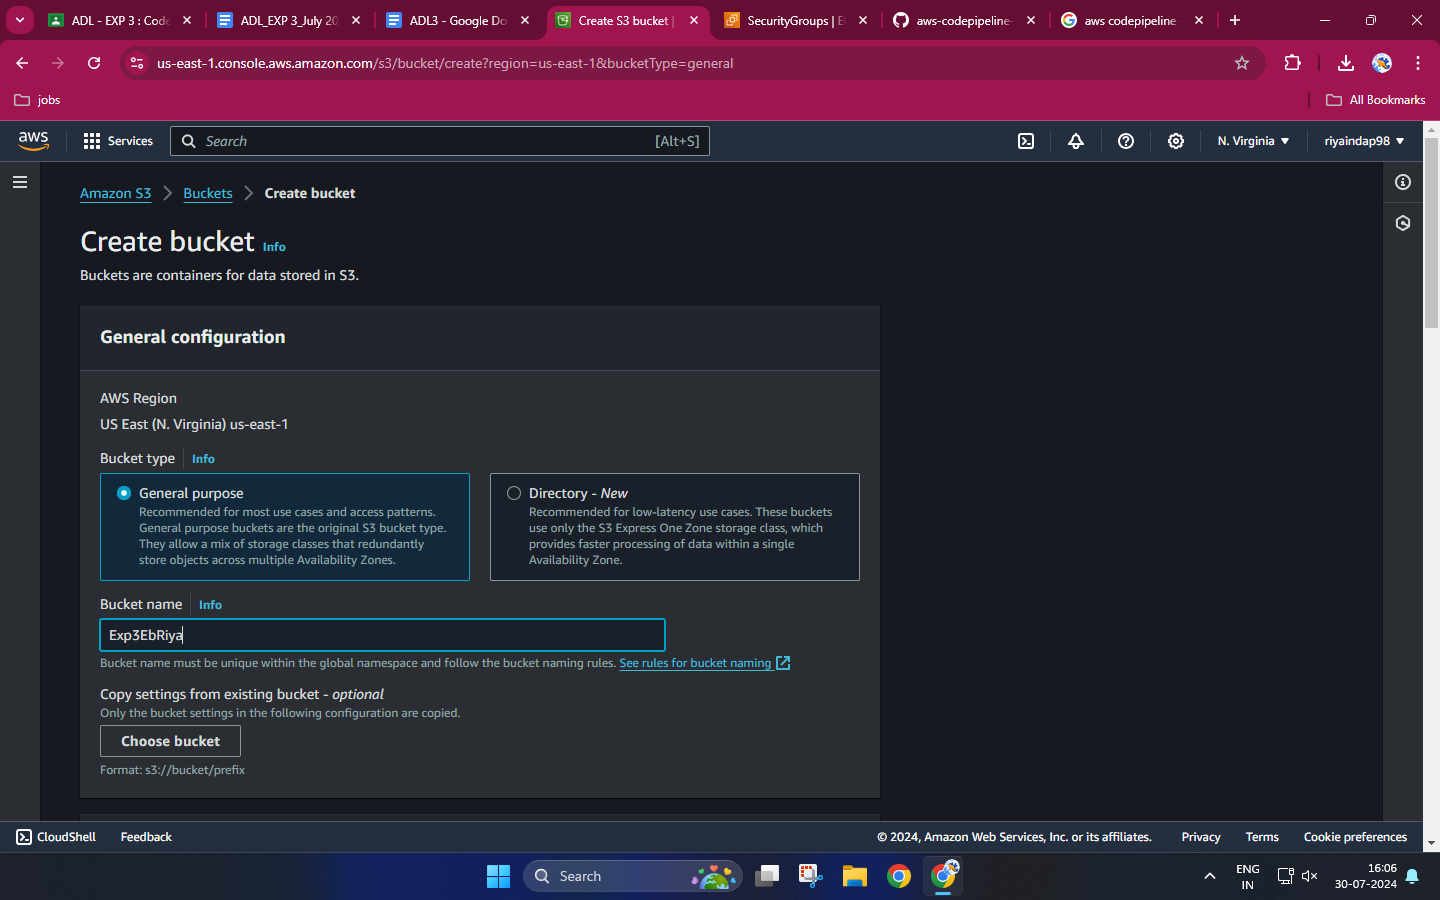 ADL - EXP 3 : Code
ADL_EXP 3_July 20
ADL3 - Google Do
Create S3 bucket |
SecurityGroups | E
aws-codepipeline-
aws codepipeline
us-east-1.console.aws.amazon.com/s3/bucket/create?region=us-east-1&bucketType=general
jobs
All Bookmarks
aws
Services
Search
[Alt+S]
N. Virginia
riyaindap98
Amazon S3
Buckets
Create bucket
Create bucket Info
Buckets are containers for data stored in S3.
General configuration
AWS Region
US East (N. Virginia) us-east-1
Bucket type
Info
General purpose
Recommended for most use cases and access patterns.
General purpose buckets are the original S3 bucket type.
They allow a mix of storage classes that redundantly
store objects across multiple Availability Zones.
Directory - New
Recommended for low-latency use cases. These buckets
use only the S3 Express One Zone storage class, which
provides faster processing of data within a single
Availability Zone.
Bucket name
Info
Exp3EbRiya
Bucket name must be unique within the global namespace and follow the bucket naming rules. See rules for bucket naming
Copy settings from existing bucket - optional
Only the bucket settings in the following configuration are copied.
Choose bucket
Format: s3://bucket/prefix
CloudShell
Feedback
© 2024, Amazon Web Services, Inc. or its affiliates.
Privacy
Terms
Cookie preferences
Search
ENG
IN
16:06
30-07-2024